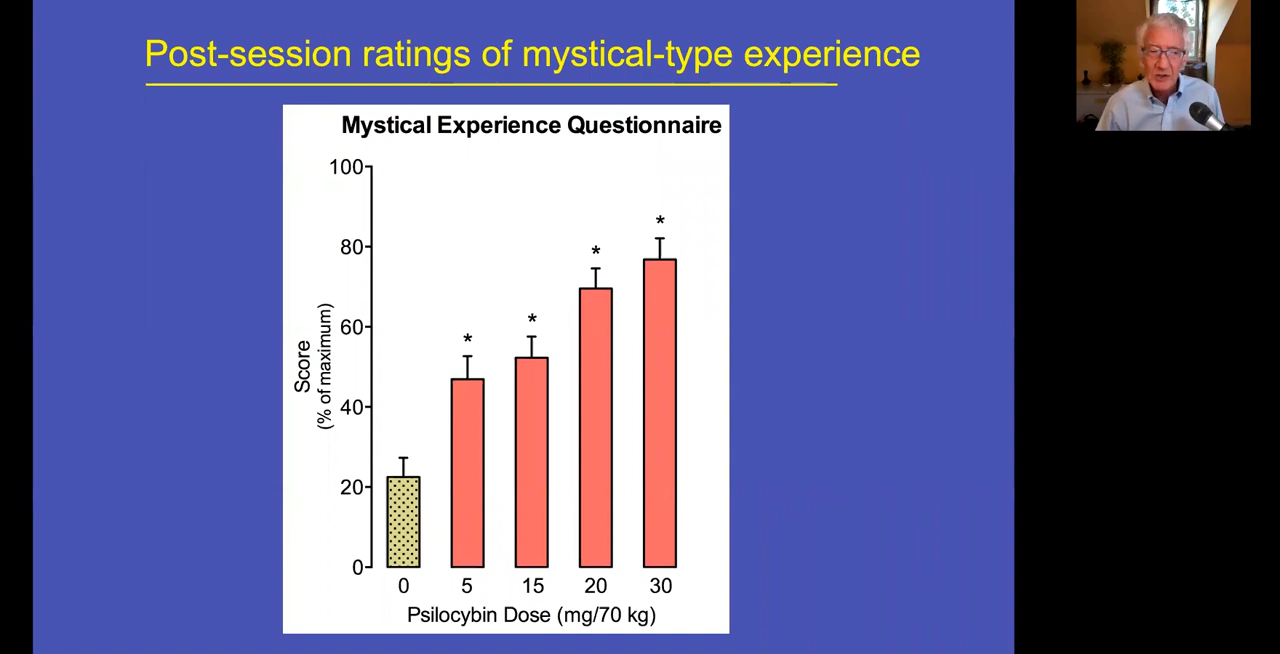 Post-session ratings of mystical-type experience
Mystical Experience Questionnaire
100
80
60
40
20
0
Score
(% of maximum)
*
*
*
*
0 5 15 20 30
Psilocybin Dose (mg/70 kg)